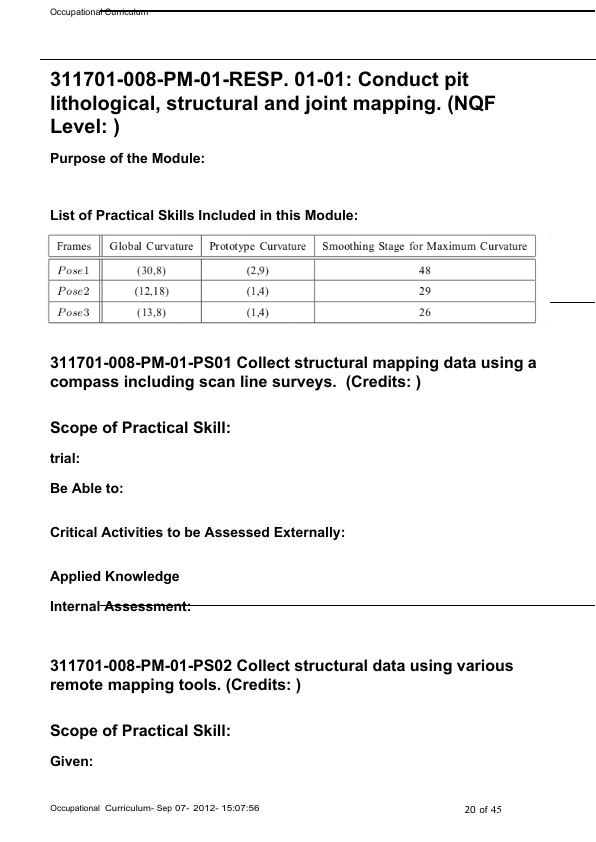 Occupational Curriculum
311701-008-PM-01-RESP. 01-01: Conduct pit
lithological, structural and joint mapping. (NQF
Level: )
Purpose of the Module:
List of Practical Skills Included in this Module:
Frames Global Curvature Prototype Curvature Smoothing Stage for Maximum Curvature
Pose1 (30,8) (2,9) 48
Pose2 (12,18) (1,4) 29
Pose3 (13,8) (1,4) 26
311701-008-PM-01-PS01 Collect structural mapping data using a
compass including scan line surveys. (Credits: )
Scope of Practical Skill:
trial:
Be Able to:
Critical Activities to be Assessed Externally:
Applied Knowledge
Internal Assessment:
311701-008-PM-01-PS02 Collect structural data using various
remote mapping tools. (Credits: )
Scope of Practical Skill:
Given:
Occupational Curriculum- Sep 07- 2012- 15:07:56 20 of 45